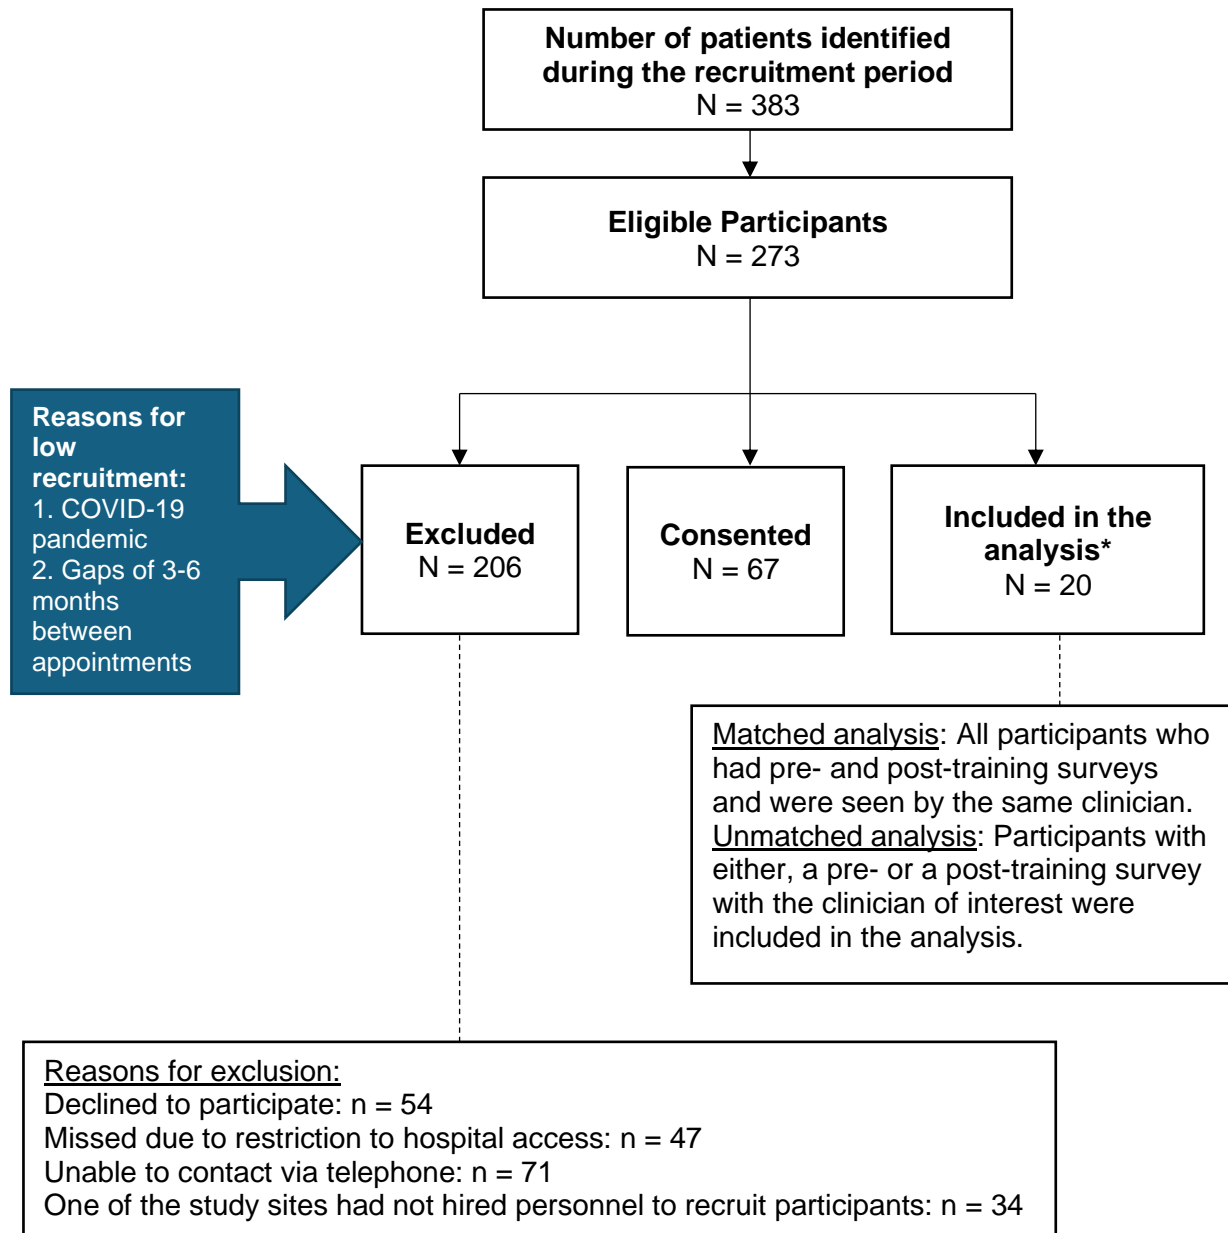 Number of patients identified
during the recruitment period
N = 383
Eligible Participants
N = 273
Reasons for
low
recruitment:
1. COVID-19
pandemic
2. Gaps of 3-6
months
between
appointments
Excluded
N = 206
Consented
N = 67
Included in the
analysis*
N = 20
Matched analysis: All participants who
had pre- and post-training surveys
and were seen by the same clinician.
Unmatched analysis: Participants with
either, a pre- or a post-training survey
with the clinician of interest were
included in the analysis.
Reasons for exclusion:
Declined to participate: n = 54
Missed due to restriction to hospital access: n = 47
Unable to contact via telephone: n = 71
One of the study sites had not hired personnel to recruit participants: n = 34